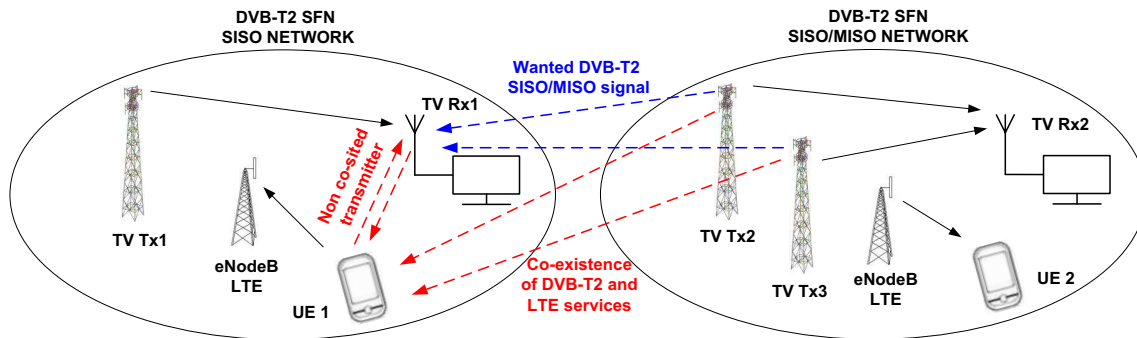 DVB-T2 SFN
SISO NETWORK
DVB-T2 SFN
SISO/MISO NETWORK
Wanted DVB-T2
SISO/MISO signal
TV Rx1
TV Rx2
Non co-sited
transmitter
TV Tx1
TV Tx2
eNodeB
LTE
UE 1
Co-existence
of DVB-T2 and
LTE services
TV Tx3
eNodeB
LTE
UE 2